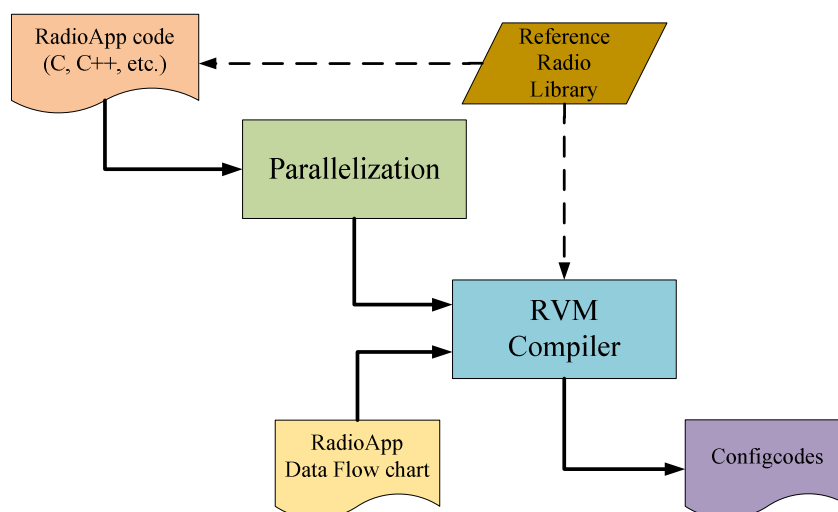 RadioApp code
(C, C++, etc.)
Reference
Radio
Library
Parallelization
RVM
Compiler
RadioApp
Data Flow chart
Configcodes